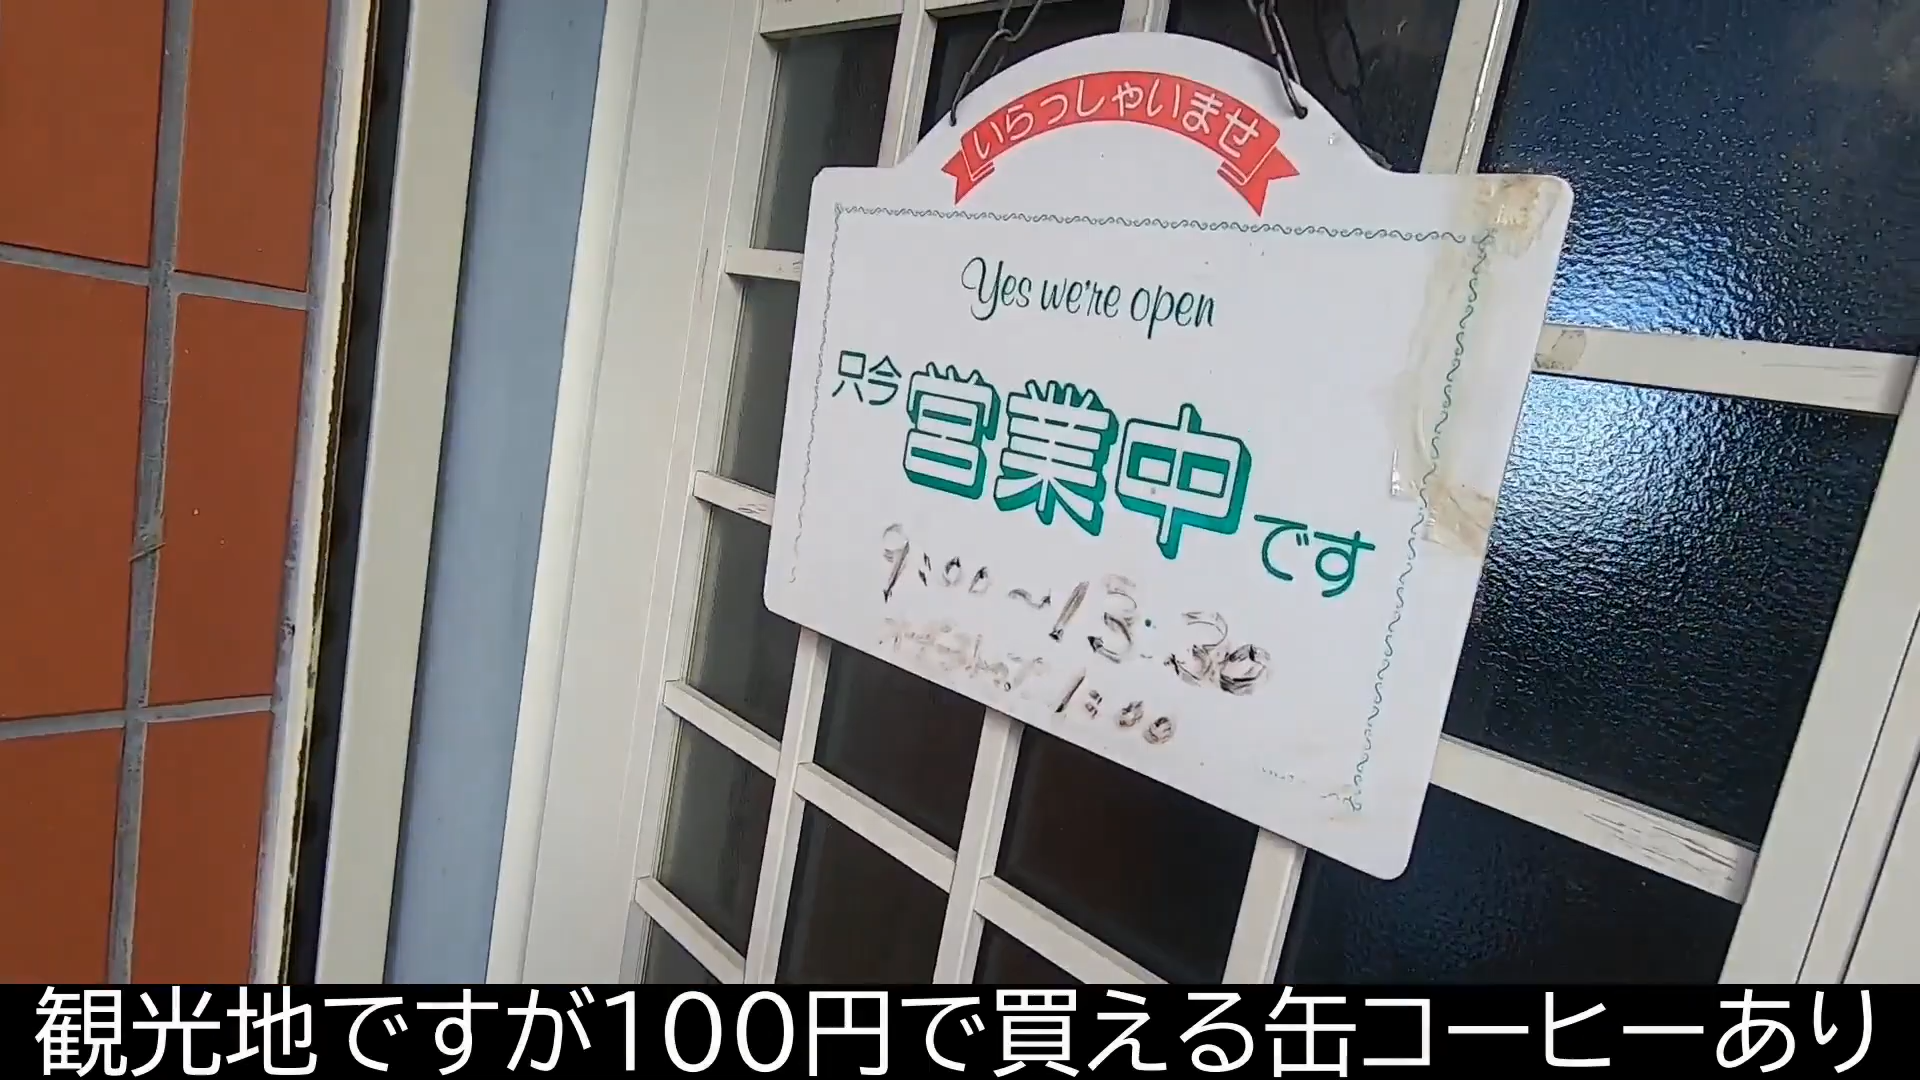 いらっしゃいませ
Yes we're open
只今営業中です
9:00~13:30
1:00
観光地ですが100円で買える缶コーヒーあり